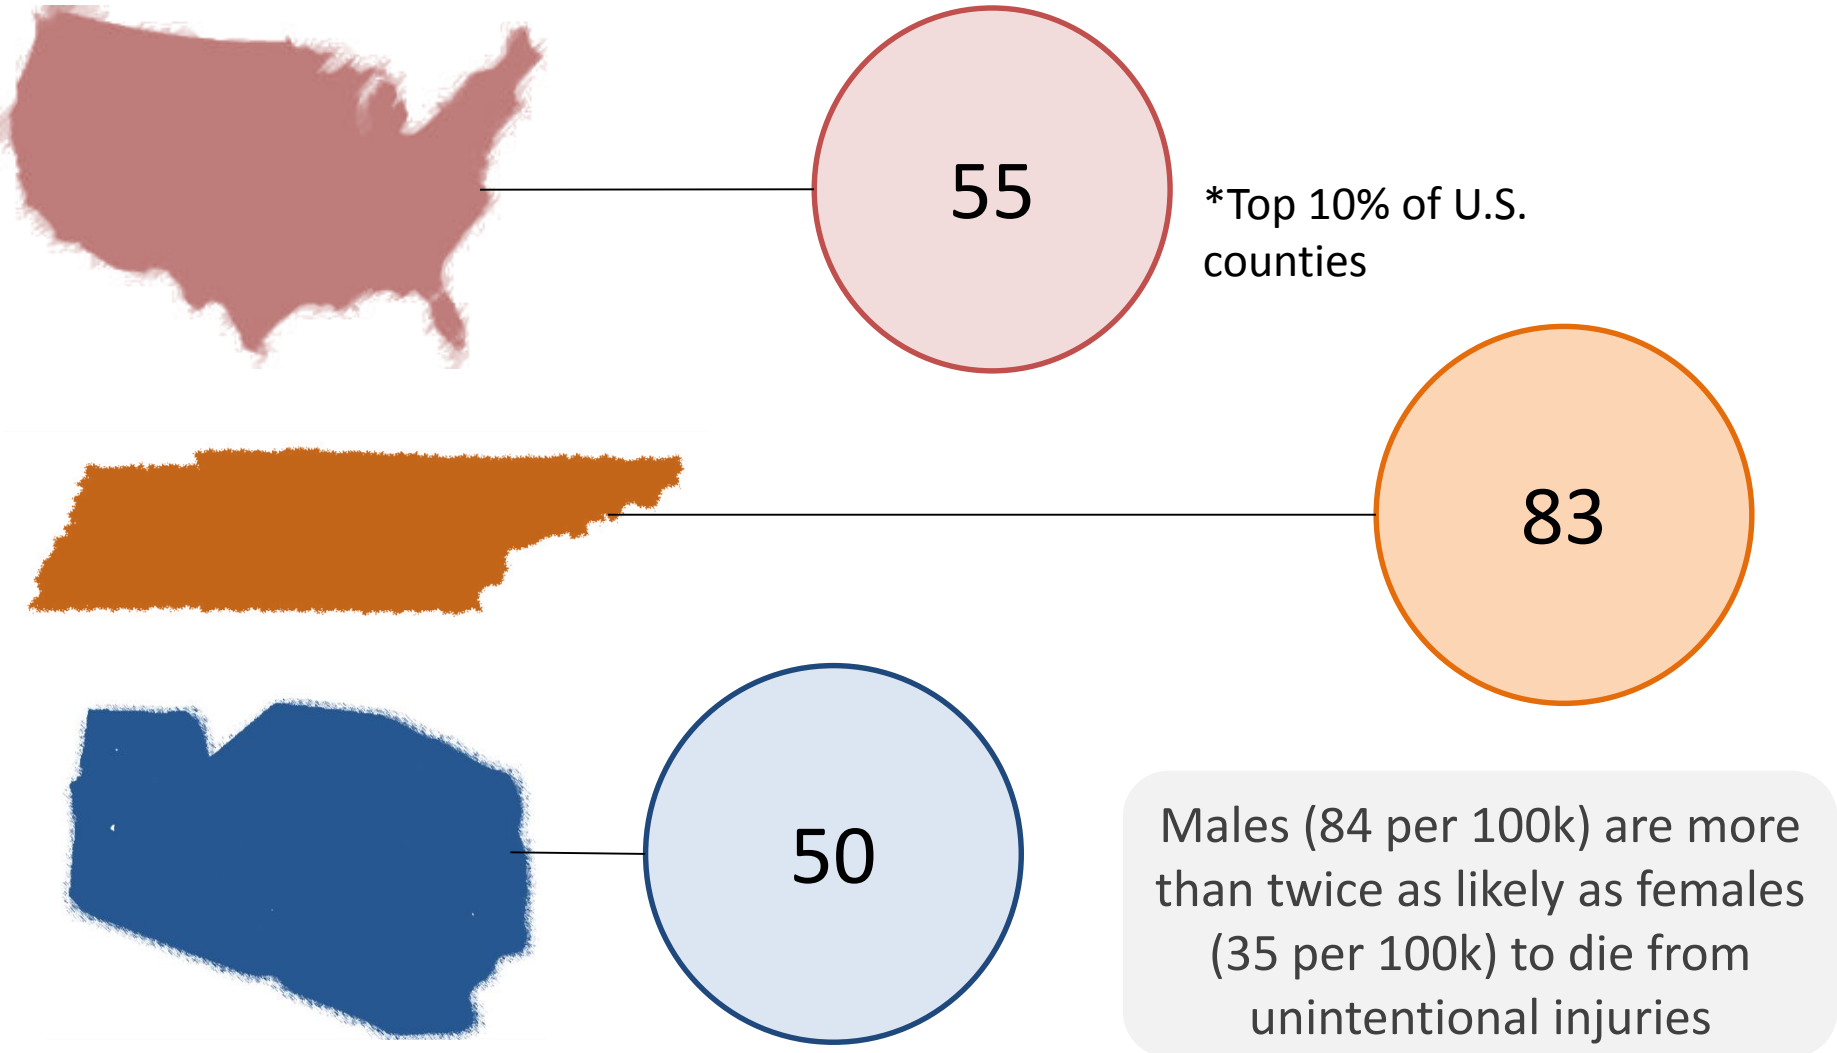 55
*Top 10% of U.S.
counties
83
50
Males (84 per 100k) are more
than twice as likely as females
(35 per 100k) to die from
unintentional injuries